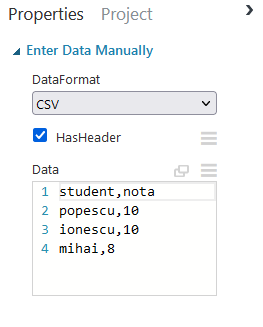 Properties Project
Enter Data Manually
DataFormat
CSV
HasHeader
Data
1 student,nota
2 popescu,10
3 ionescu,10
4 mihai,8